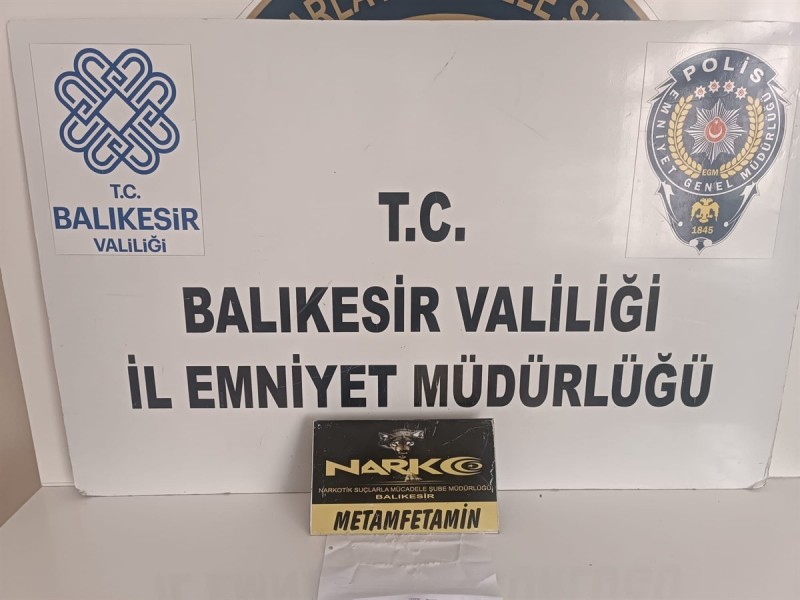 T.C.
BALIKESİR
VALİLİĞİ
POLİS
EMNİYET GENEL MÜDÜRLÜĞÜ
EGM
1845
T.C.
BALIKESİR VALİLİĞİ
İL EMNİYET MÜDÜRLÜĞÜ
NARKO
NARKOTİK SUÇLARLA MÜCADELE ŞUBE MÜDÜRLÜĞÜ
BALIKESİR
METAMFETAMİN